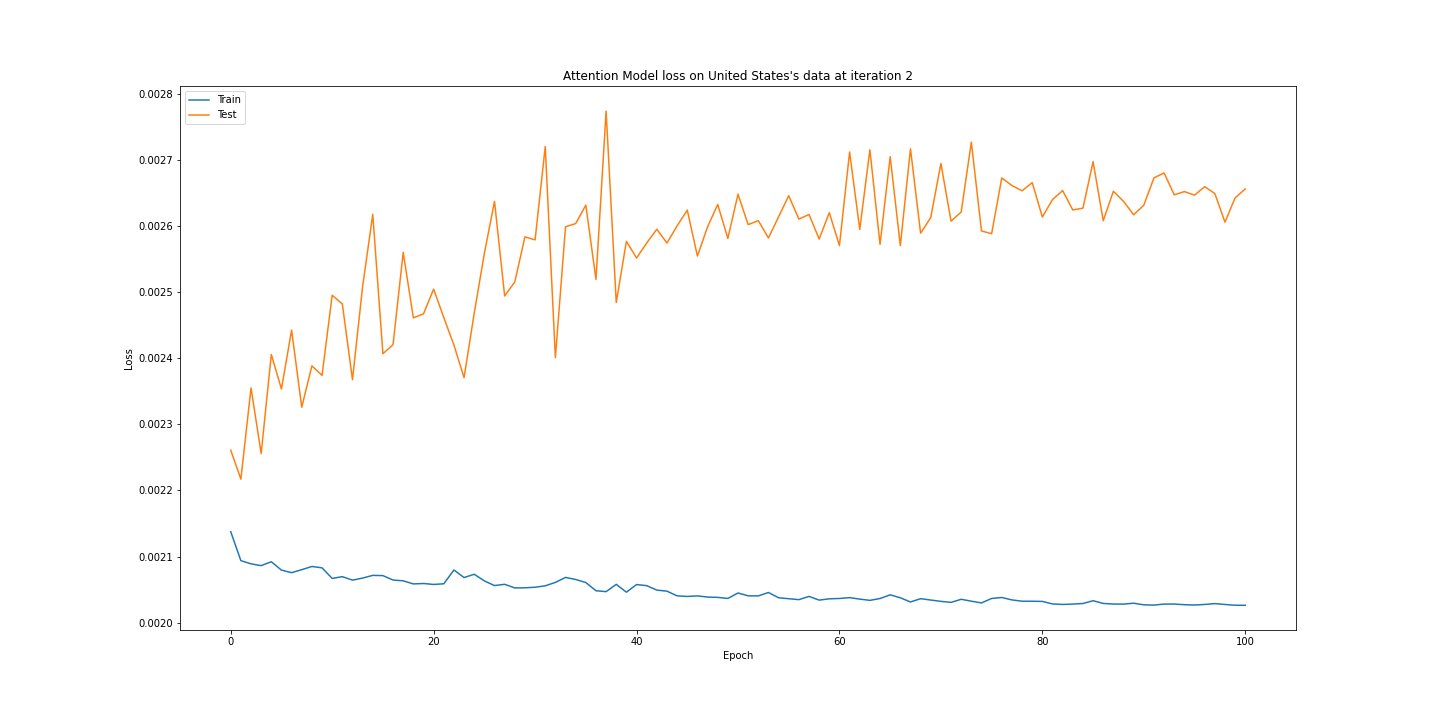 Attention Model loss on United States's data at iteration 2
Train
Test
0.0028
0.0027
0.0026
0.0025
0.0024
0.0023
0.0022
0.0021
0.0020
Loss
0 20 40 60 80 100
Epoch